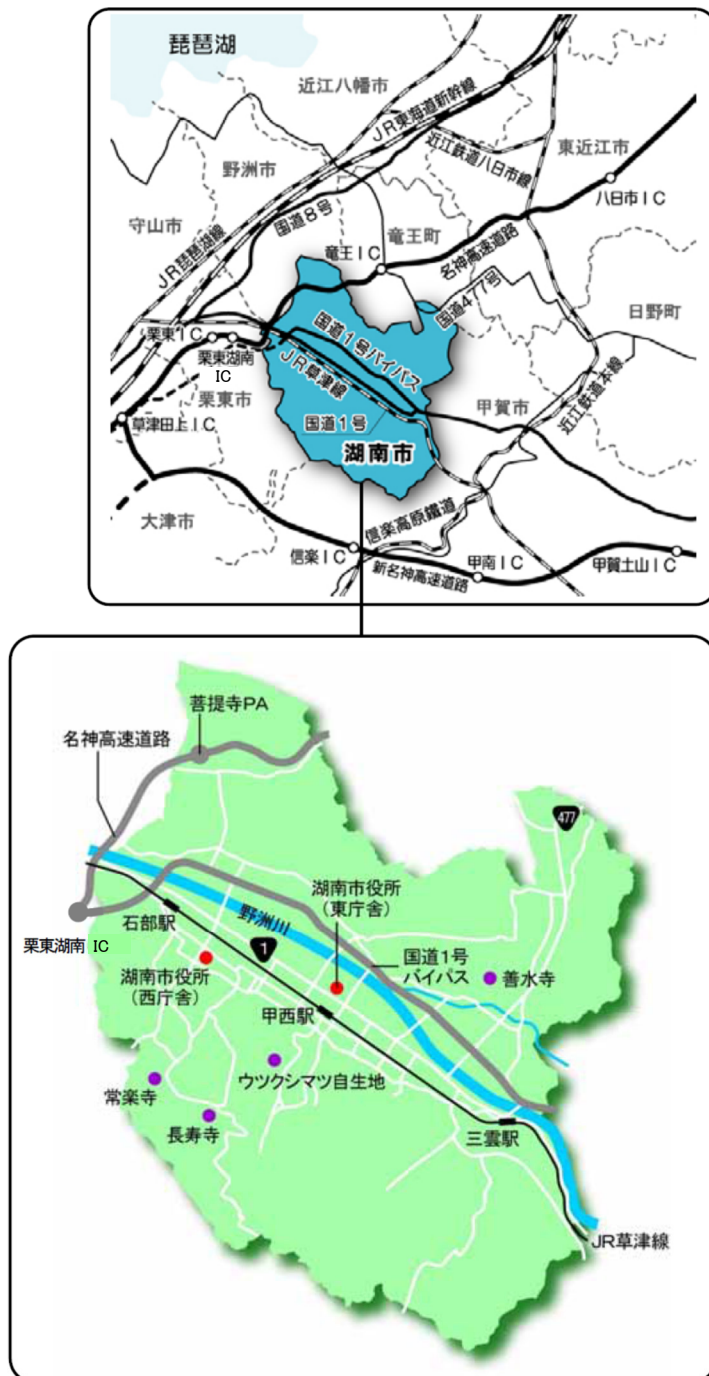 琵琶湖
近江八幡市
JR東海道新幹線
近江鉄道八日市線
東近江市
野洲市
八日市IC
守山市
国道8号
竜王町
JR琵琶湖線
竜王IC
名神高速道路
国道477号
日野町
栗東IC
国道1号バイパス
栗東湖南
IC
JR草津線
近江鉄道本線
栗東市
甲賀市
草津田上IC
国道1号
湖南市
大津市
信楽高原鐵道
信楽IC
新名神高速道路
甲南IC
甲賀土山IC
菩提寺PA
名神高速道路
477
湖南市役所
(東庁舎)
石部駅
野洲川
栗東湖南 IC
1
国道1号
バイパス
湖南市役所
(西庁舎)
善水寺
甲西駅
ウツクシマツ自生地
常楽寺
長寿寺
三雲駅
JR草津線